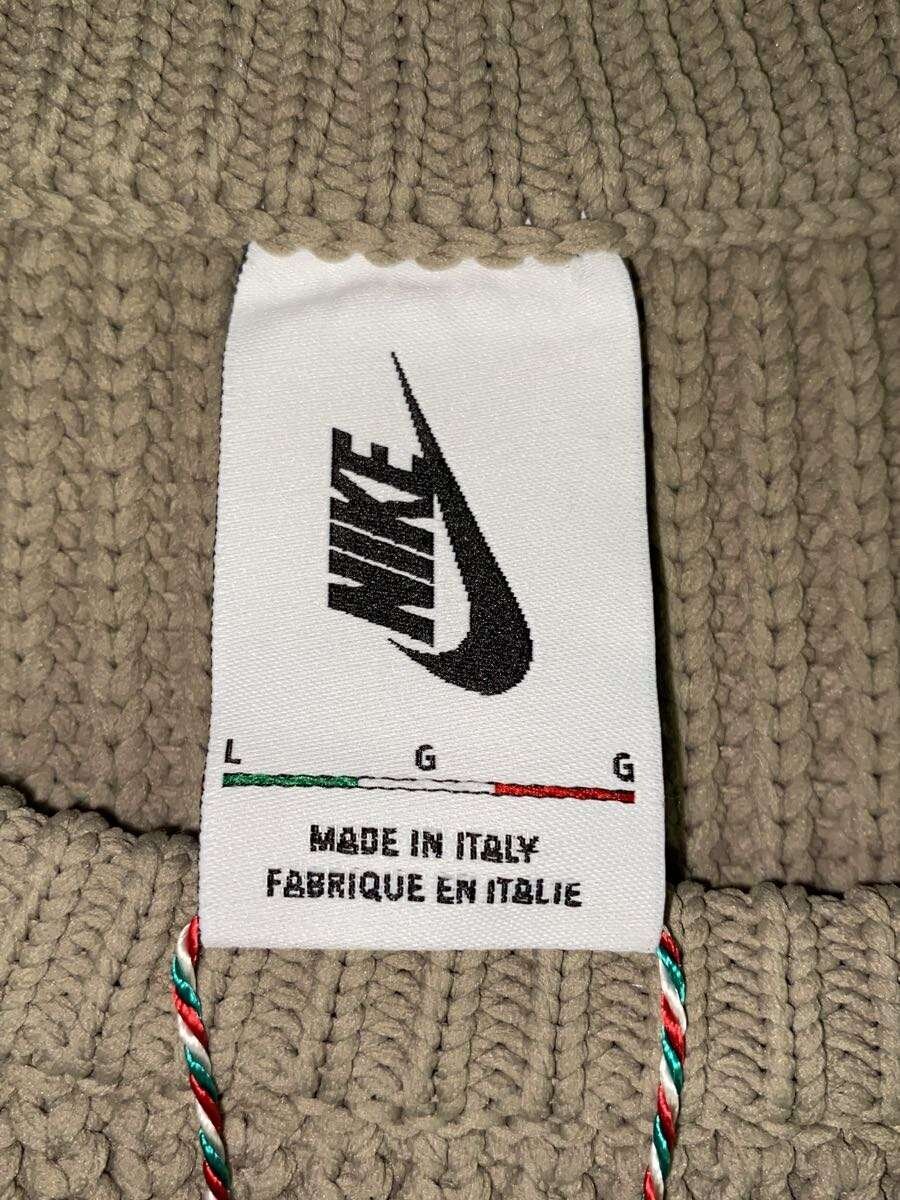 NIKE
L G G
MADE IN ITALY
FABRIQUE EN ITALIE